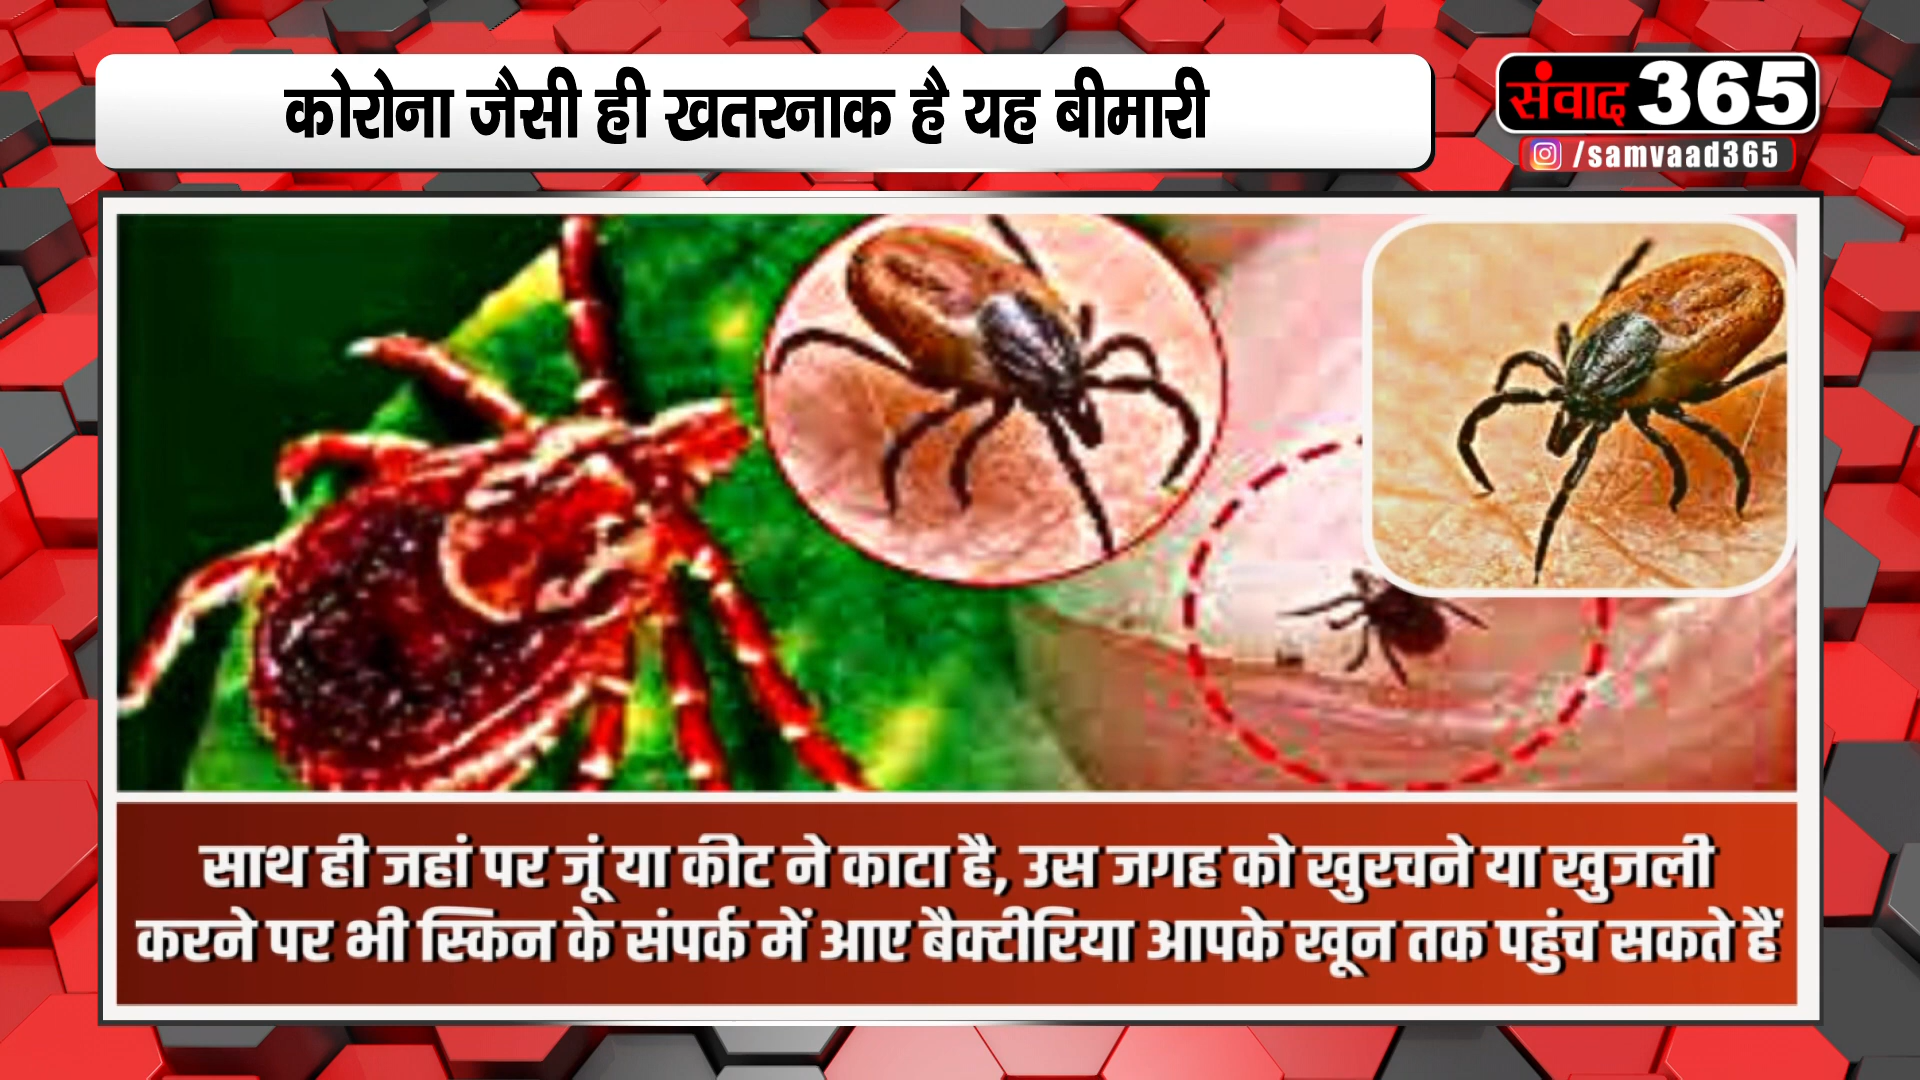 कोरोना जैसी ही खतरनाक है यह बीमारी
संवाद 365
/samvaad365
साथ ही जहां पर जूं या कीट ने काटा है, उस जगह को खुरचने या खुजली
करने पर भी स्किन के संपर्क में आए बैक्टीरिया आपके खून तक पहुंच सकते हैं